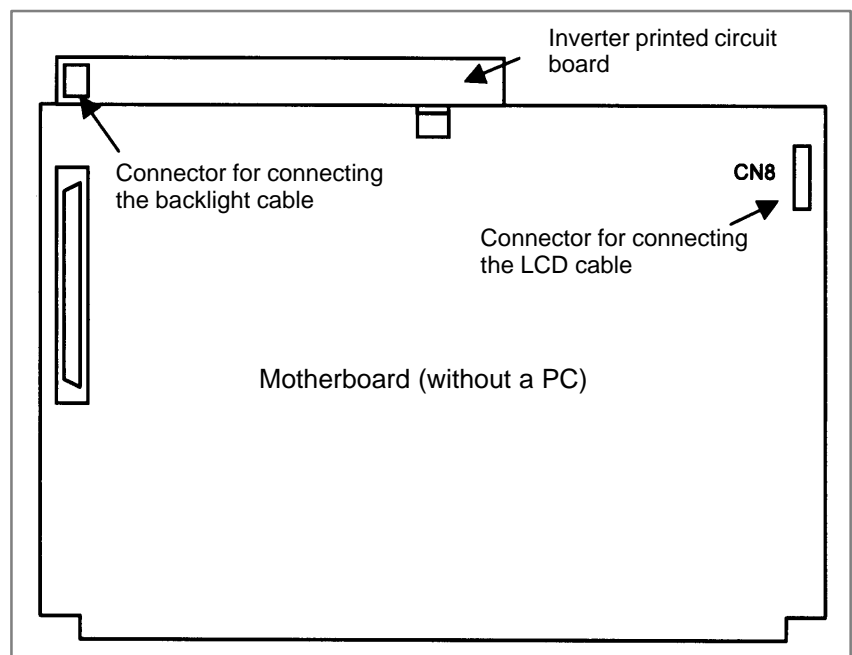 Inverter printed circuit
board
Connector for connecting
the backlight cable
CN8
Connector for connecting
the LCD cable
Motherboard (without a PC)